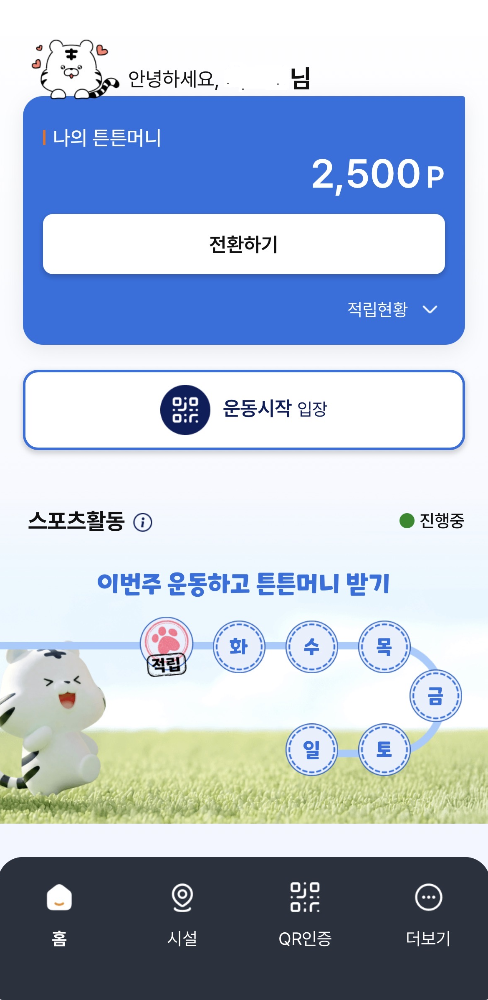 안녕하세요, 님
나의 튼튼머니
2,500 P
전환하기
적립현황
운동시작 입장
스포츠활동 i 진행중
이번주 운동하고 튼튼머니 받기
적립 화 수 목
금
일 토
홈 시설 QR인증 더보기